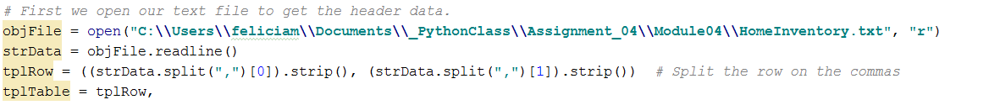 # First we open our text file to get the header data.
objFile = open("C:\\Users\\feliciam\\Documents\\_PythonClass\\Assignment_04\\Module04\\HomeInventory.txt", "r")
strData = objFile.readline()
tplRow = ((strData.split(",")[0]).strip(), (strData.split(",")[1]).strip())  # Split the row on the commas
tplTable = tplRow,